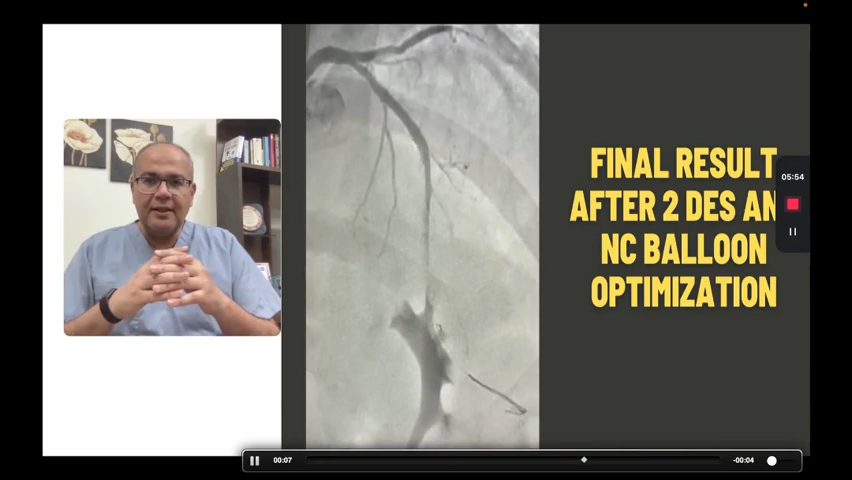 FINAL RESULT
AFTER 2 DES AN
NC BALLOON
OPTIMIZATION
05:54
00:07
-00:04